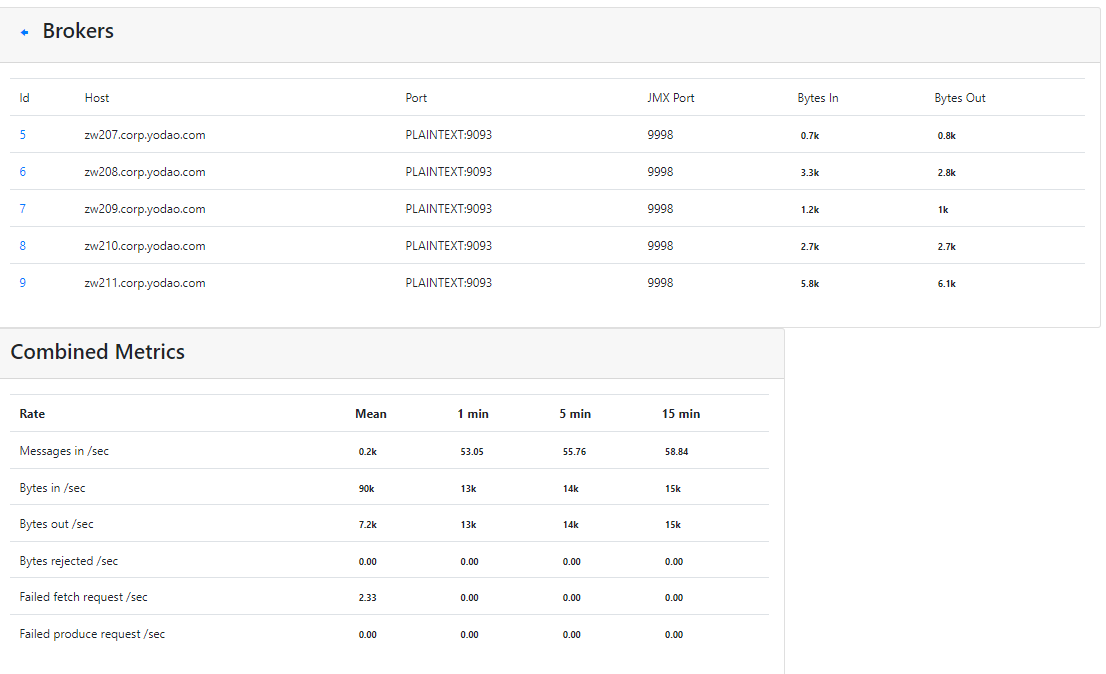 Brokers
Id Host Port JMX Port Bytes In Bytes Out
5 zw207.corp.yodao.com PLAINTEXT:9093 9998 0.7k 0.8k
6 zw208.corp.yodao.com PLAINTEXT:9093 9998 3.3k 2.8k
7 zw209.corp.yodao.com PLAINTEXT:9093 9998 1.2k 1k
8 zw210.corp.yodao.com PLAINTEXT:9093 9998 2.7k 2.7k
9 zw211.corp.yodao.com PLAINTEXT:9093 9998 5.8k 6.1k
Combined Metrics
Rate Mean 1 min 5 min 15 min
Messages in /sec 0.2k 53.05 55.76 58.84
Bytes in /sec 90k 13k 14k 15k
Bytes out /sec 7.2k 13k 14k 15k
Bytes rejected /sec 0.00 0.00 0.00 0.00
Failed fetch request /sec 2.33 0.00 0.00 0.00
Failed produce request /sec 0.00 0.00 0.00 0.00